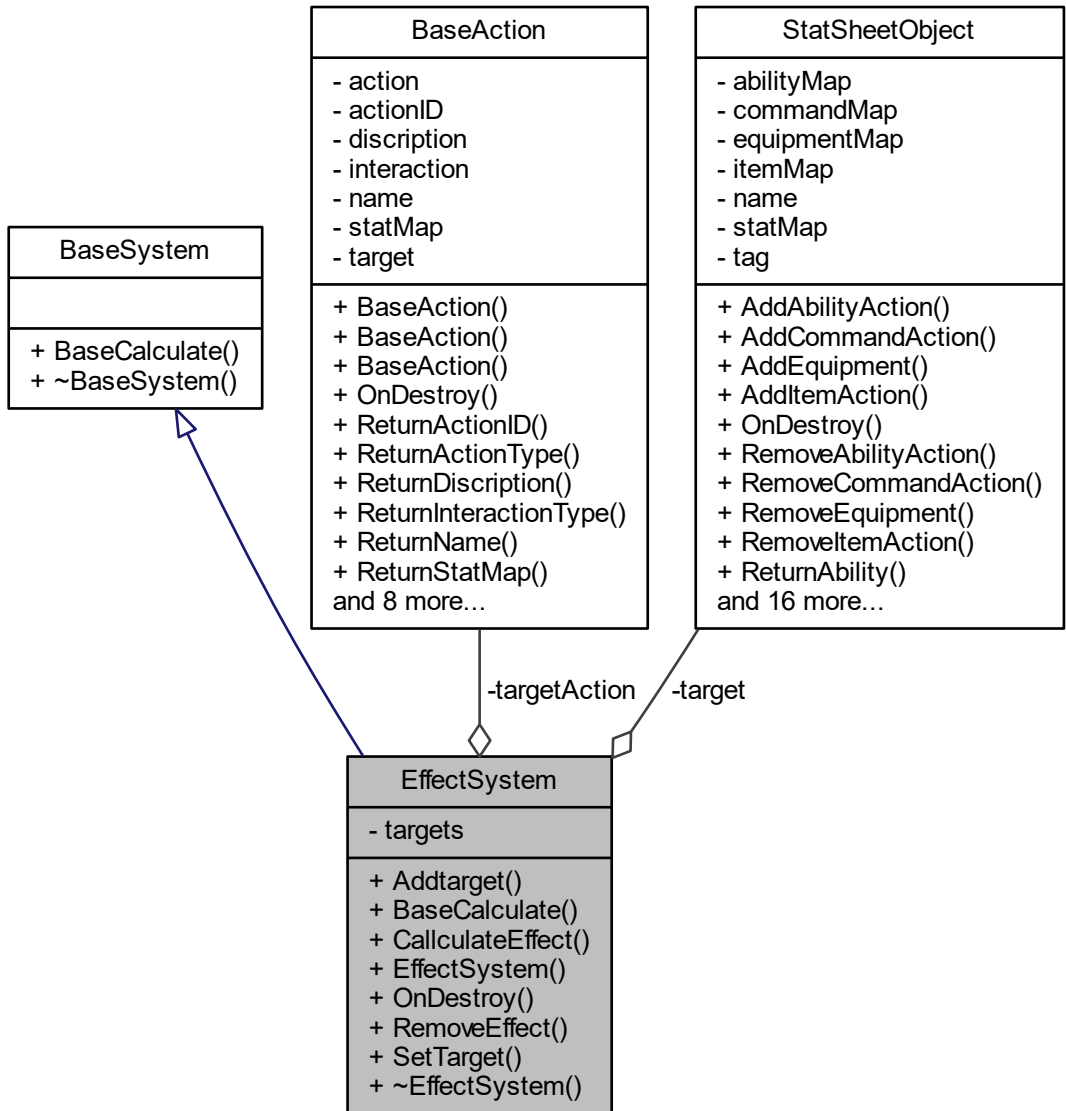 BaseAction
- action
- actionID
- discription
- interaction
- name
- statMap
- target
+ BaseAction()
+ BaseAction()
+ BaseAction()
+ OnDestroy()
+ ReturnActionID()
+ ReturnActionType()
+ ReturnDiscription()
+ ReturnInteractionType()
+ ReturnName()
+ ReturnStatMap()
and 8 more...
StatSheetObject
- abilityMap
- commandMap
- equipmentMap
- itemMap
- name
- statMap
- tag
+ AddAbilityAction()
+ AddCommandAction()
+ AddEquipment()
+ AddItemAction()
+ OnDestroy()
+ RemoveAbilityAction()
+ RemoveCommandAction()
+ RemoveEquipment()
+ RemoveItemAction()
+ ReturnAbility()
and 16 more...
BaseSystem
+ BaseCalculate()
+ ~BaseSystem()
-targetAction
-target
EffectSystem
- targets
+ Addtarget()
+ BaseCalculate()
+ CallculateEffect()
+ EffectSystem()
+ OnDestroy()
+ RemoveEffect()
+ SetTarget()
+ ~EffectSystem()